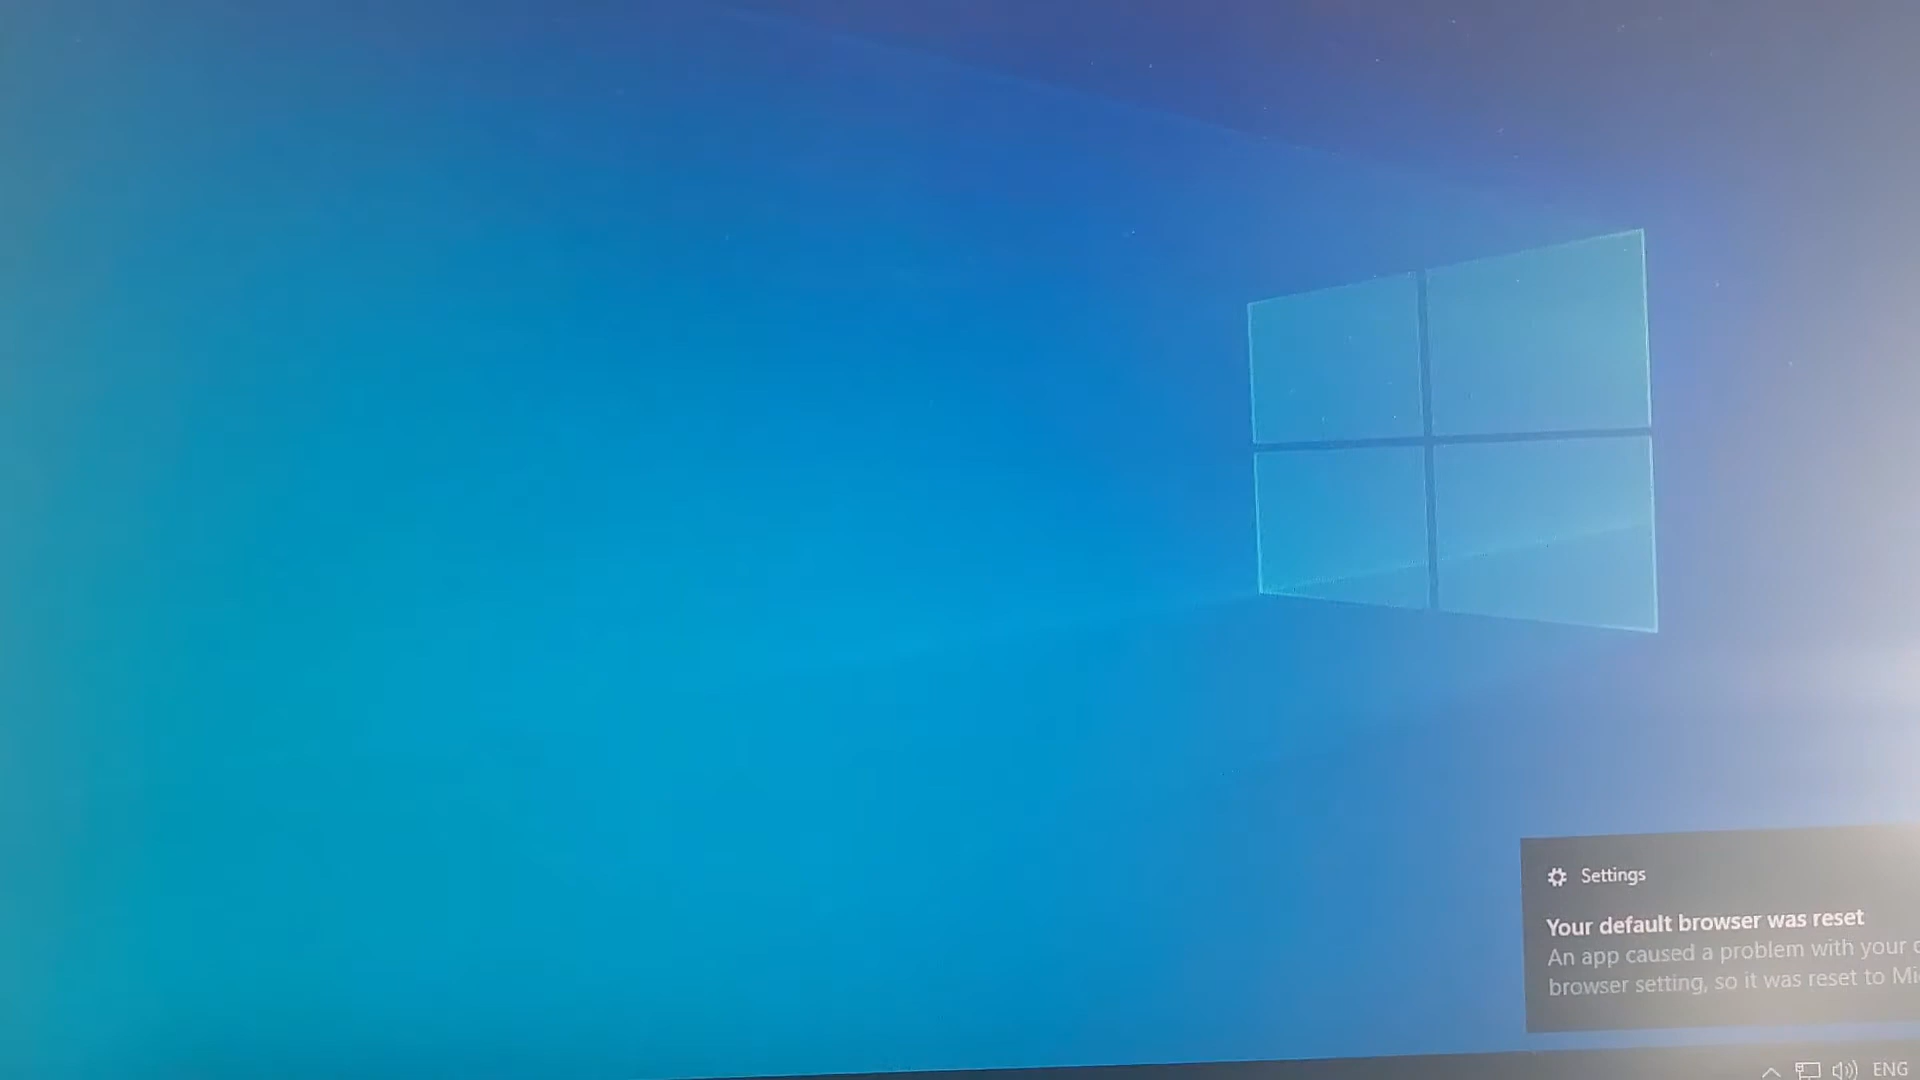 Settings
Your default browser was reset
An app caused a problem with your
browser setting, so it was reset to
ENG